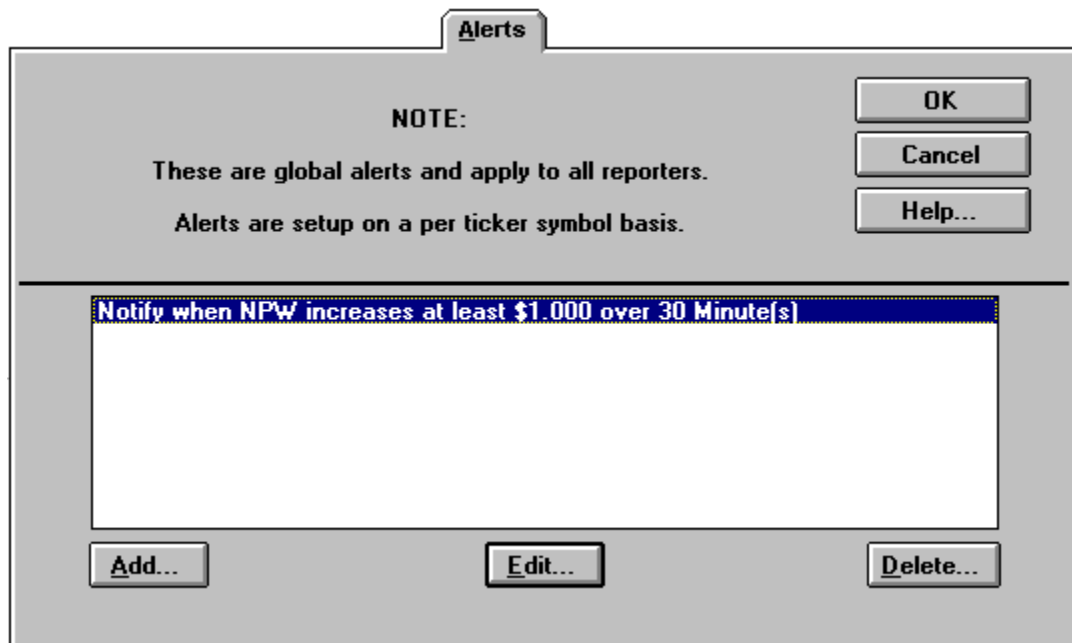 Alerts
NOTE:
These are global alerts and apply to all reporters.
Alerts are setup on a per ticker symbol basis.
OK
Cancel
Help...
Notify when NPW increases at least $1.000 over 30 Minute(s)
Add...
Edit...
Delete...